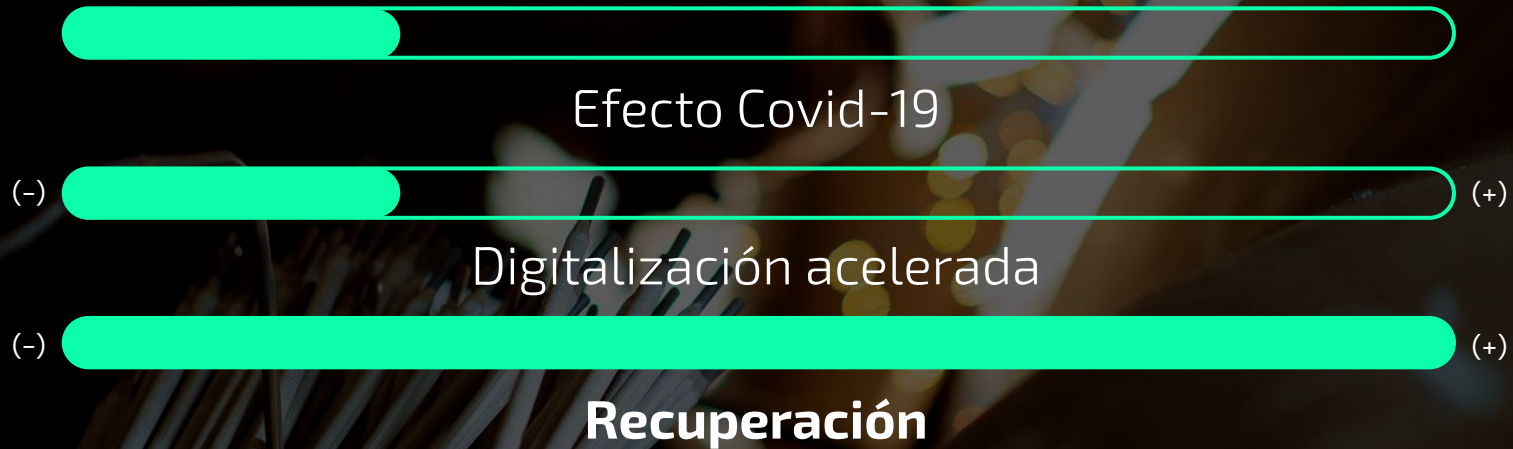 Efecto Covid-19
(-) (+)
Digitalización acelerada
(-) (+)
Recuperación